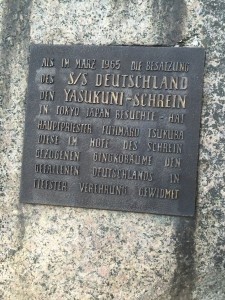 ALS IM MÄRZ 1965 DIE BESATZUNG
DES S/S DEUTSCHLAND
DEN YASUKUNI-SCHREIN
IN TOKYO JAPAN BESUCHTE - HAT
HAUPTPRIESTER FUJIMARO TSUKUBA
DIESE IM HOFE DES SCHREIN
GEZOGENEN GINGKOBÄUME DEN
GEFALLENEN DEUTSCHLANDS IN
TIEFSTER VEREHRUNG GEWIDMET